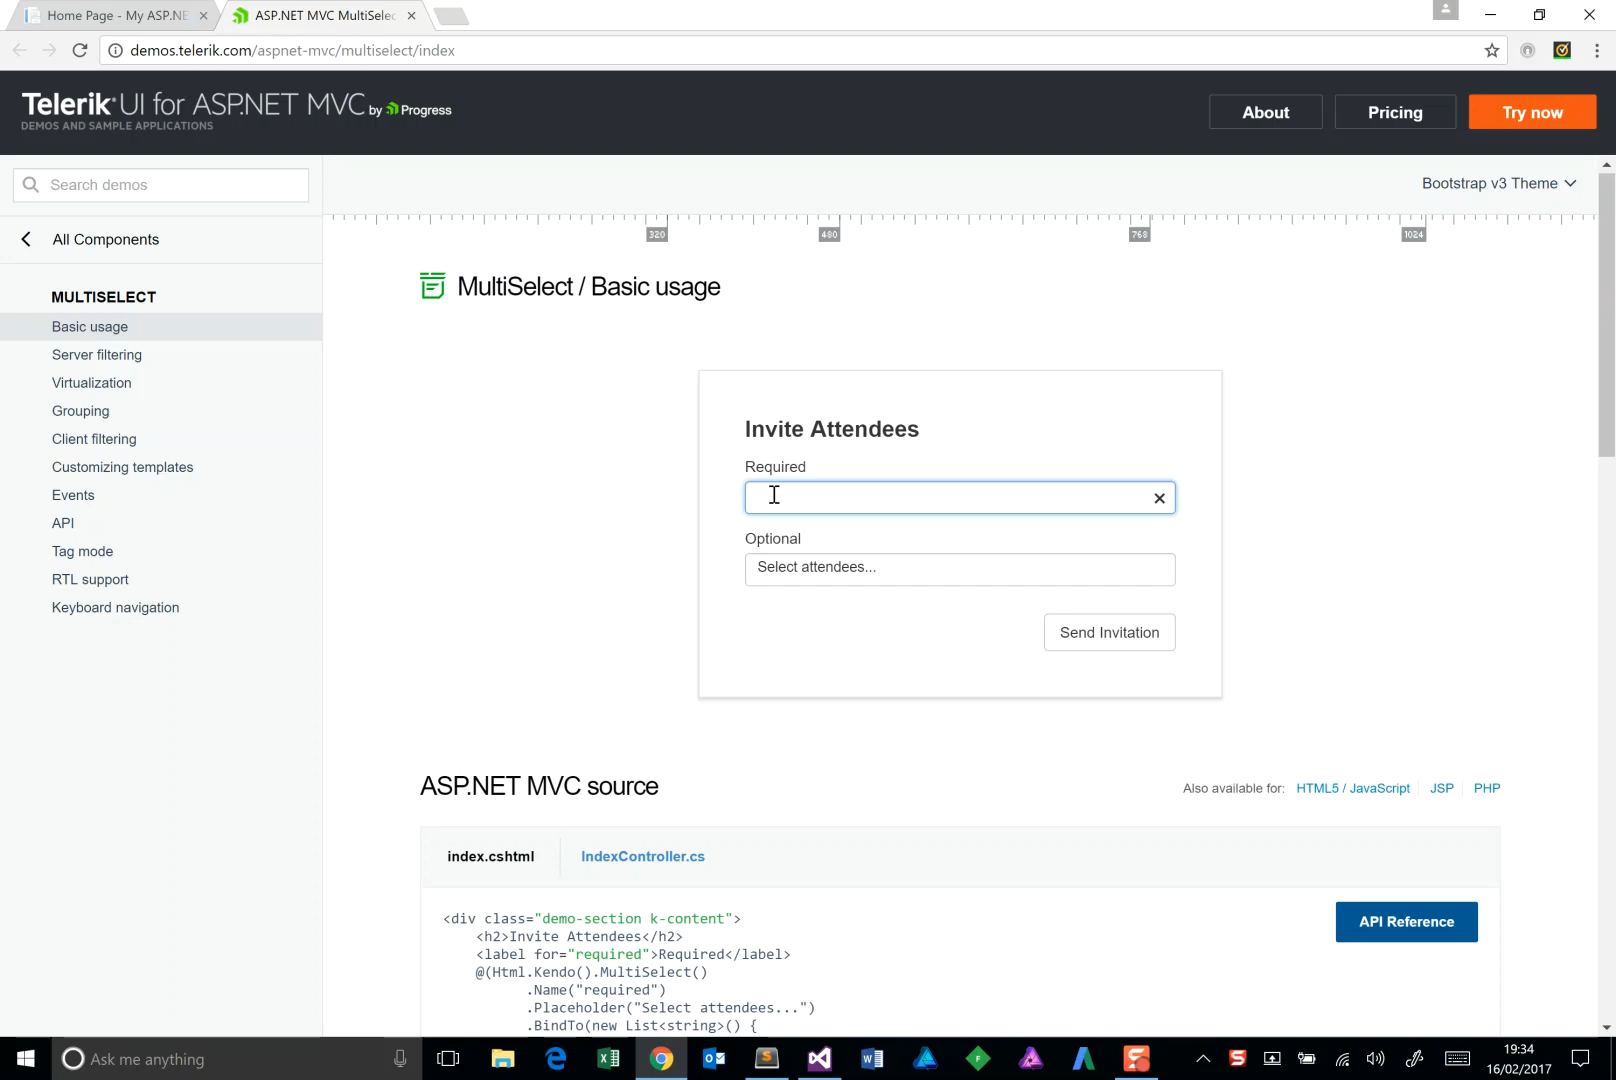 Home Page - My ASP.NE
ASP.NET MVC MultiSelec
demos.telerik.com/aspnet-mvc/multiselect/index
Telerik UI for ASP.NET MVC by Progress
DEMOS AND SAMPLE APPLICATIONS
About
Pricing
Try now
Search demos
Bootstrap v3 Theme
All Components
320
480
768
1024
MultiSelect / Basic usage
MULTISELECT
Basic usage
Server filtering
Virtualization
Grouping
Client filtering
Customizing templates
Events
API
Tag mode
RTL support
Keyboard navigation
Invite Attendees
Required
Optional
Select attendees...
Send Invitation
ASP.NET MVC source
Also available for: HTML5 / JavaScript JSP PHP
index.cshtml
IndexController.cs
API Reference
<div class="demo-section k-content">
<h2>Invite Attendees</h2>
<label for="required">Required</label>
@(Html.Kendo().MultiSelect()
.Name("required")
.Placeholder("Select attendees...")
.BindTo(new List<string>() {
Ask me anything
19:34
16/02/2017